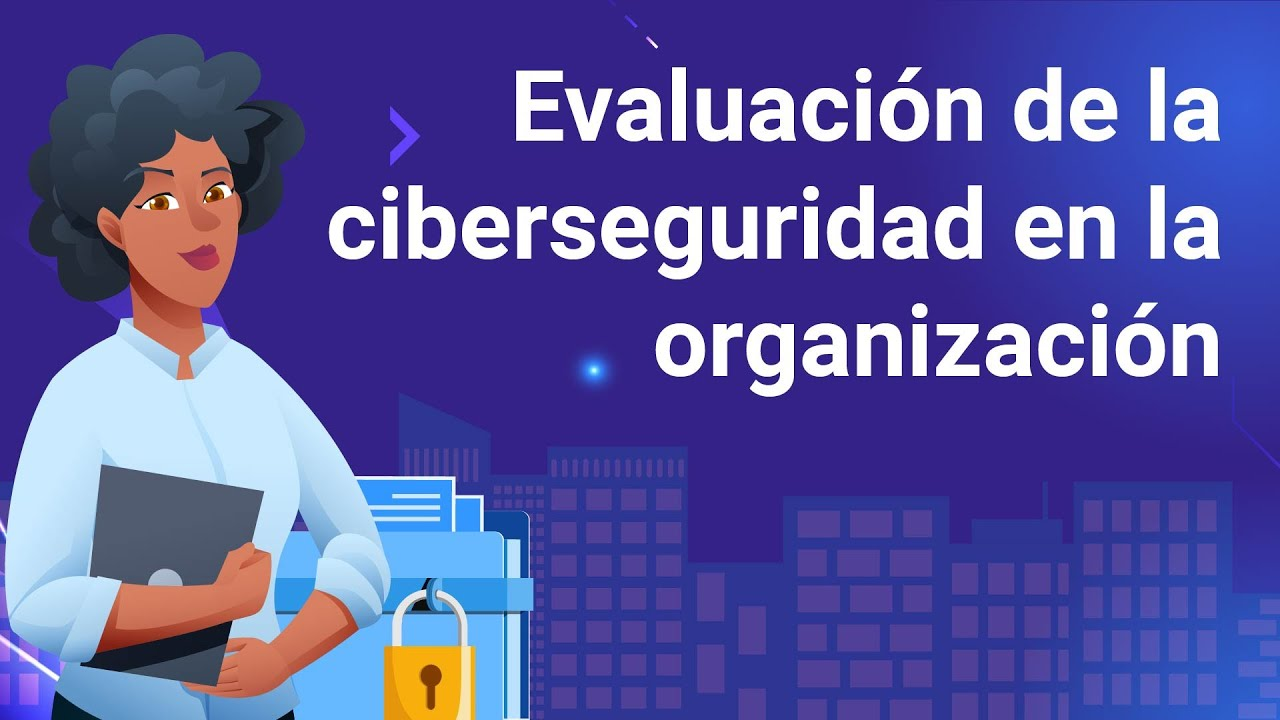 Evaluación de la
ciberseguridad en la
organización